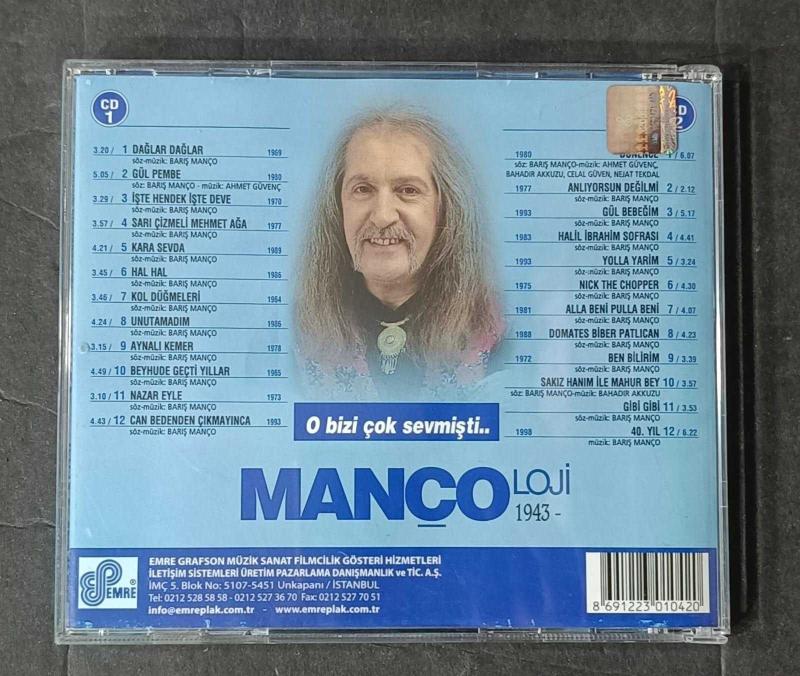 CD
1
3.20 / 1 DAĞLAR DAĞLAR 1969
söz-müzik: BARIŞ MANÇO
5.05 / 2 GÜL PEMBE 1980
söz: BARIŞ MANÇO - müzik: AHMET GÜVENÇ
3.29 / 3 İŞTE HENDEK İŞTE DEVE 1970
söz-müzik: BARIŞ MANÇO
3.57 / 4 SARI ÇİZMELİ MEHMET AĞA 1977
söz-müzik: BARIŞ MANÇO
4.21 / 5 KARA SEVDA 1989
söz-müzik: BARIŞ MANÇO
3.45 / 6 HAL HAL 1986
söz-müzik: BARIŞ MANÇO
3.46 / 7 KOL DÜĞMELERİ 1964
söz-müzik: BARIŞ MANÇO
4.24 / 8 UNUTAMADIM 1986
söz-müzik: BARIŞ MANÇO
3.15 / 9 AYNALI KEMER 1978
söz-müzik: BARIŞ MANÇO
4.49 / 10 BEYHUDE GEÇTİ YILLAR 1965
söz-müzik: BARIŞ MANÇO
3.10 / 11 NAZAR EYLE 1973
söz-müzik: BARIŞ MANÇO
4.43 / 12 CAN BEDENDEN ÇIKMAYINCA 1993
söz-müzik: BARIŞ MANÇO
1980 1 / 6.07
söz: BARIŞ MANÇO-müzik: AHMET GÜVENÇ,
BAHADIR AKKUZU, CELAL GÜVEN, NEJAT TEKDAL
1977 ANLIYORSUN DEĞİLMİ 2 / 2.12
söz-müzik: BARIŞ MANÇO
1993 GÜL BEBEĞİM 3 / 5.17
söz-müzik: BARIŞ MANÇO
1983 HALİL İBRAHİM SOFRASI 4 / 4.41
söz-müzik: BARIŞ MANÇO
1993 YOLLA YARİM 5 / 3.24
söz-müzik: BARIŞ MANÇO
1975 NICK THE CHOPPER 6 / 4.30
söz-müzik: BARIŞ MANÇO
1981 ALLA BENİ PULLA BENİ 7 / 4.07
söz-müzik: BARIŞ MANÇO
1988 DOMATES BİBER PATLICAN 8 / 4.23
söz-müzik: BARIŞ MANÇO
1972 BEN BİLİRİM 9 / 3.39
söz-müzik: BARIŞ MANÇO
SAKIZ HANIM İLE MAHUR BEY 10 / 3.57
söz: BARIŞ MANÇO-müzik: BAHADIR AKKUZU
GİBİ GİBİ 11 / 3.53
söz-müzik: BARIŞ MANÇO
1998 40. YIL 12 / 6.22
müzik: BARIŞ MANÇO
O bizi çok sevmişti..
MANÇOLOJİ
1943 -
EMRE
EMRE GRAFSON MÜZİK SANAT FİLMCİLİK GÖSTERİ HİZMETLERİ
İLETİŞİM SİSTEMLERİ ÜRETİM PAZARLAMA DANIŞMANLIK ve TİC. A.Ş.
İMÇ 5. Blok No: 5107-5451 Unkapanı / İSTANBUL
Tel: 0212 528 58 58 - 0212 527 36 70 Fax: 0212 527 70 51
info@emreplak.com.tr - www.emreplak.com.tr
8 691223 010420